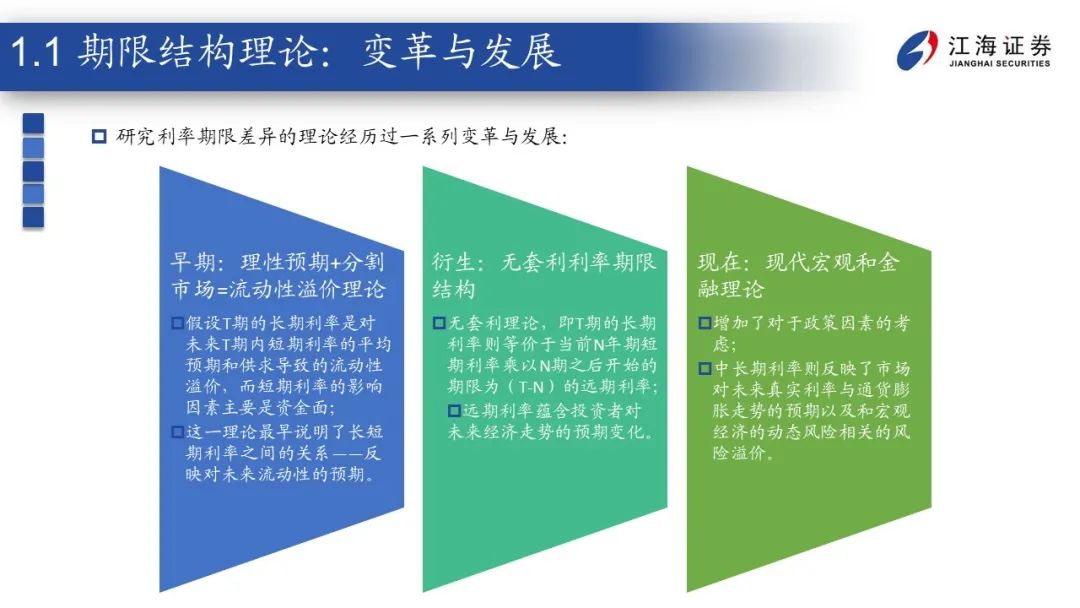 1.1 期限结构理论：变革与发展
江海证券
JIANGHAI SECURITIES
研究利率期限差异的理论经历过一系列变革与发展：
早期：理性预期+分割
市场=流动性溢价理论
假设T期的长期利率是对
未来T期内短期利率的平均
预期和供求导致的流动性
溢价，而短期利率的影响
因素主要是资金面；
这一理论最早说明了长短
期利率之间的关系——反
映对未来流动性的预期。
衍生：无套利利率期限
结构
无套利理论，即T期的长期
利率则等价于当前N年期短
期利率乘以N期之后开始的
期限为（T-N）的远期利率；
远期利率蕴含投资者对
未来经济走势的预期变化。
现在：现代宏观和金
融理论
增加了对于政策因素的考
虑；
中长期利率则反映了市场
对未来真实利率与通货膨
胀走势的预期以及和宏观
经济的动态风险相关的风
险溢价。